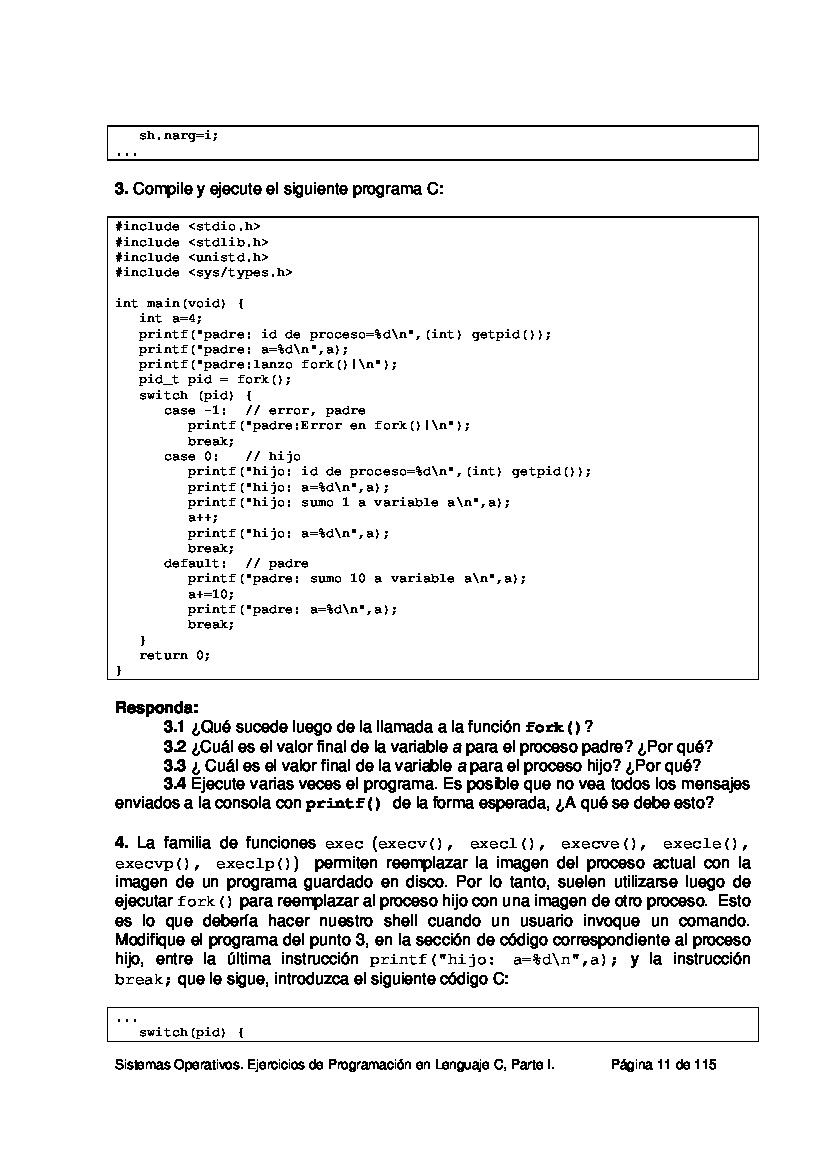 sh.narg=i;
...
3. Compile y ejecute el siguiente programa C:
#include <stdio.h>
#include <stdlib.h>
#include <unistd.h>
#include <sys/types.h>
int main(void) {
int a=4;
printf("padre: id de proceso=%d\n",(int) getpid());
printf("padre: a=%d\n",a);
printf("padre:lanzo fork()|\n");
pid_t pid = fork();
switch (pid) {
case -1: // error, padre
printf("padre:Error en fork()|\n");
break;
case 0: // hijo
printf("hijo: id de proceso=%d\n",(int) getpid());
printf("hijo: a=%d\n",a);
printf("hijo: sumo 1 a variable a\n",a);
a++;
printf("hijo: a=%d\n",a);
break;
default: // padre
printf("padre: sumo 10 a variable a\n",a);
a+=10;
printf("padre: a=%d\n",a);
break;
}
return 0;
}
Responda:
3.1 ¿Qué sucede luego de la llamada a la función fork()?
3.2 ¿Cuál es el valor final de la variable a para el proceso padre? ¿Por qué?
3.3 ¿ Cuál es el valor final de la variable a para el proceso hijo? ¿Por qué?
3.4 Ejecute varias veces el programa. Es posible que no vea todos los mensajes
enviados a la consola con printf() de la forma esperada, ¿A qué se debe esto?
4. La familia de funciones exec (execv(), execl(), execve(), execle(),
execvp(), execlp()) permiten reemplazar la imagen del proceso actual con la
imagen de un programa guardado en disco. Por lo tanto, suelen utilizarse luego de
ejecutar fork() para reemplazar al proceso hijo con una imagen de otro proceso. Esto
es lo que debería hacer nuestro shell cuando un usuario invoque un comando.
Modifique el programa del punto 3, en la sección de código correspondiente al proceso
hijo, entre la última instrucción printf("hijo: a=%d\n",a); y la instrucción
break; que le sigue, introduzca el siguiente código C:
...
switch(pid) {
Sistemas Operativos. Ejercicios de Programación en Lenguaje C, Parte I. Página 11 de 115